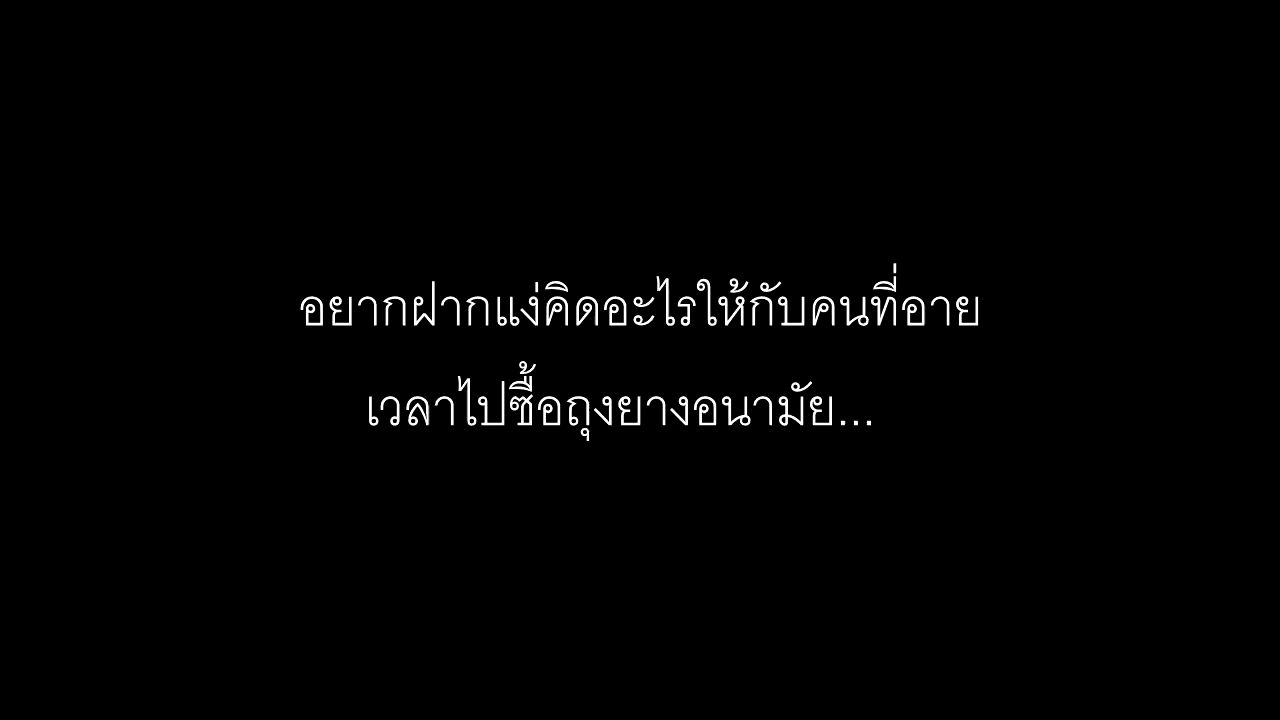 อยากฝากแง่คิดอะไรให้กับคนที่อาย
เวลาไปซื้อถุงยางอนามัย...